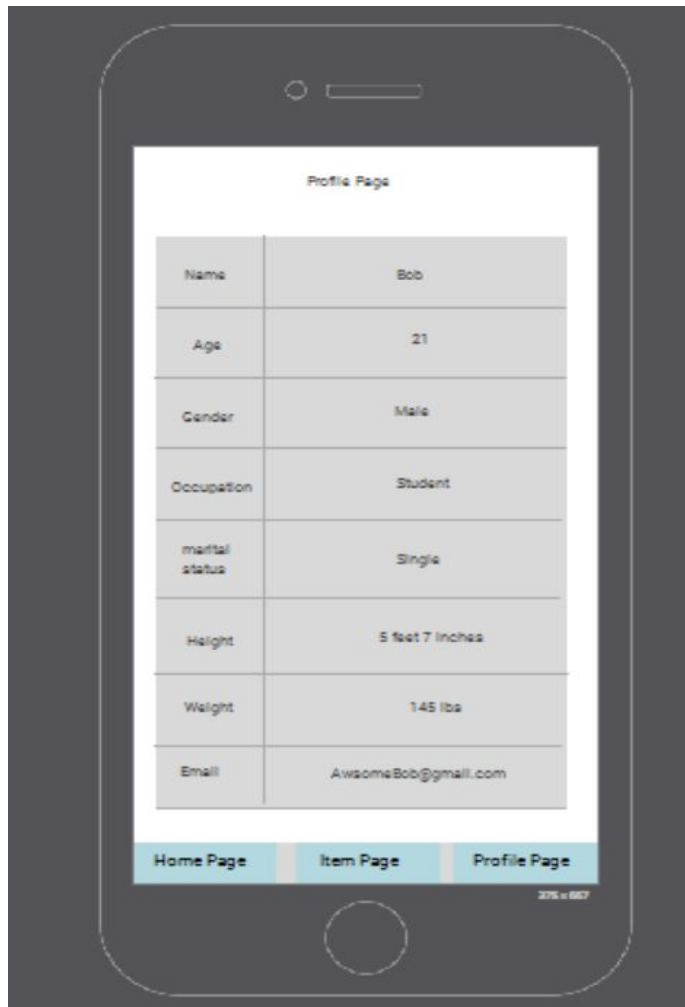 Profile Page
Name Bob
Age 21
Gender Male
Occupation Student
marital
status Single
Height 5 feet 7 inches
Weight 145 lbs
Email AwsomeBob@gmail.com
Home Page Item Page Profile Page
375 x 667